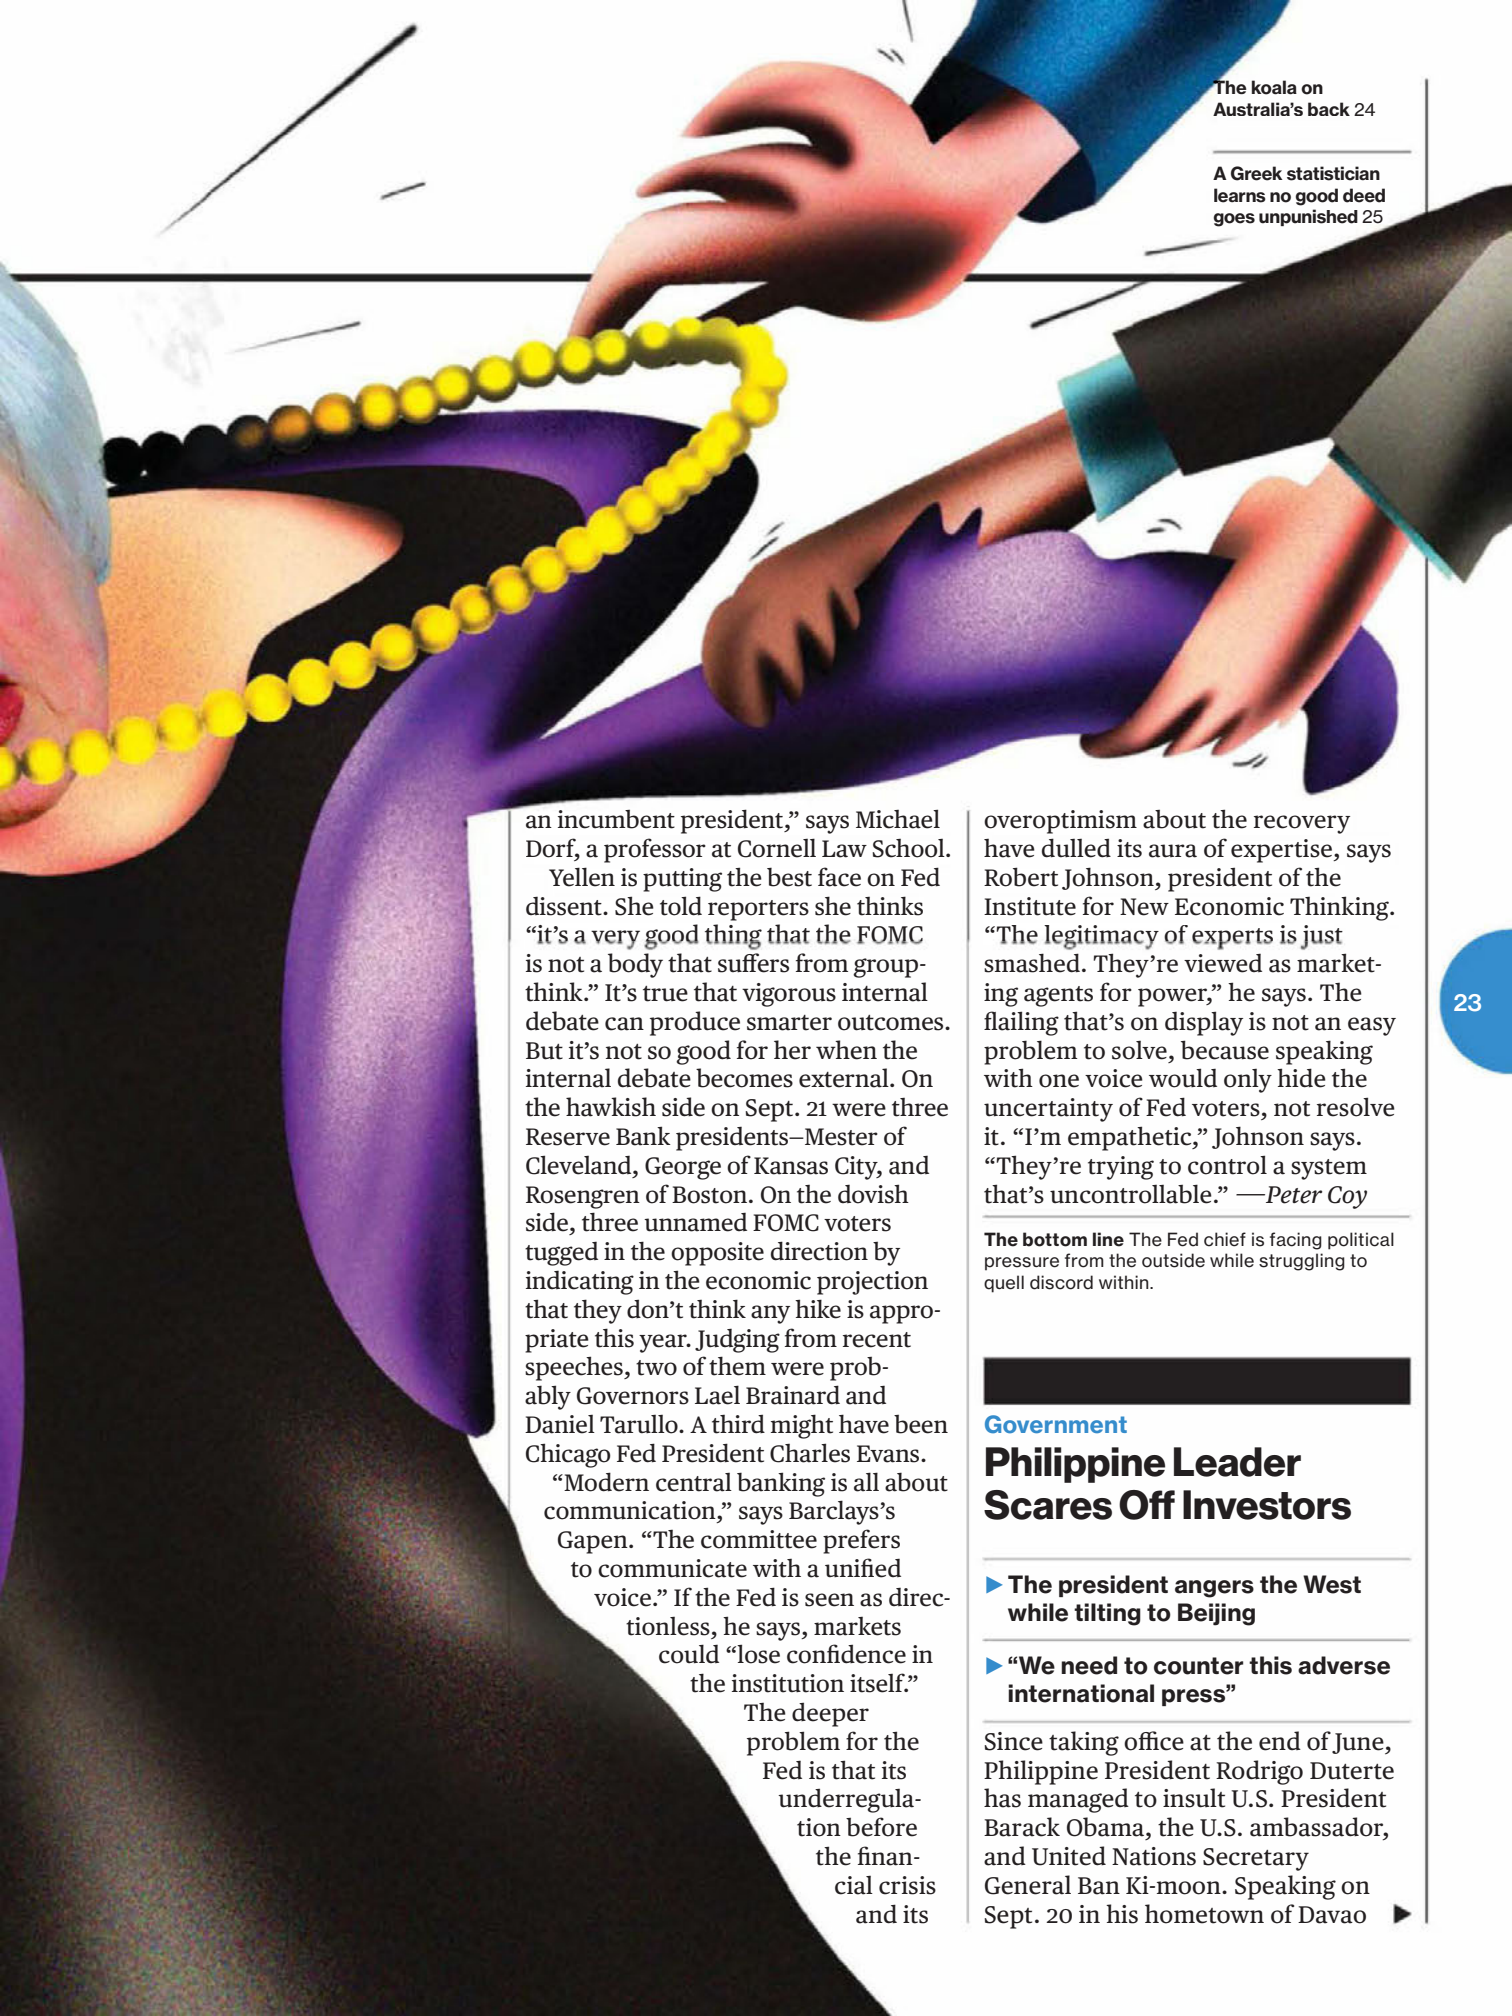 The koala on
Australia’s back 24
A Greek statistician
learns no good deed
goes unpunished 25
an incumbent president,” says Michael
Dorf, a professor at Cornell Law School.
Yellen is putting the best face on Fed
dissent. She told reporters she thinks
“it’s a very good thing that the FOMC
is not a body that suffers from group-
think.” It’s true that vigorous internal
debate can produce smarter outcomes.
But it’s not so good for her when the
internal debate becomes external. On
the hawkish side on Sept. 21 were three
Reserve Bank presidents—Mester of
Cleveland, George of Kansas City, and
Rosengren of Boston. On the dovish
side, three unnamed FOMC voters
tugged in the opposite direction by
indicating in the economic projection
that they don’t think any hike is appro-
priate this year. Judging from recent
speeches, two of them were prob-
ably Governors Lael Brainard and
Daniel Tarullo. A third might have been
Chicago Fed President Charles Evans.
“Modern central banking is all about
communication,” says Barclays’s
Gapen. “The committee prefers
to communicate with a unified
voice.” If the Fed is seen as direc-
tionless, he says, markets
could “lose confidence in
the institution itself.”
The deeper
problem for the
Fed is that its
underregula-
tion before
the finan-
cial crisis
and its
overoptimism about the recovery
have dulled its aura of expertise, says
Robert Johnson, president of the
Institute for New Economic Thinking.
“The legitimacy of experts is just
smashed. They’re viewed as market-
ing agents for power,” he says. The
flailing that’s on display is not an easy
problem to solve, because speaking
with one voice would only hide the
uncertainty of Fed voters, not resolve
it. “I’m empathetic,” Johnson says.
“They’re trying to control a system
that’s uncontrollable.” —Peter Coy
The bottom line The Fed chief is facing political
pressure from the outside while struggling to
quell discord within.
Government
Philippine Leader
Scares Off Investors
▶ The president angers the West
while tilting to Beijing
▶ “We need to counter this adverse
international press”
Since taking office at the end of June,
Philippine President Rodrigo Duterte
has managed to insult U.S. President
Barack Obama, the U.S. ambassador,
and United Nations Secretary
General Ban Ki-moon. Speaking on
Sept. 20 in his hometown of Davao ▶
23